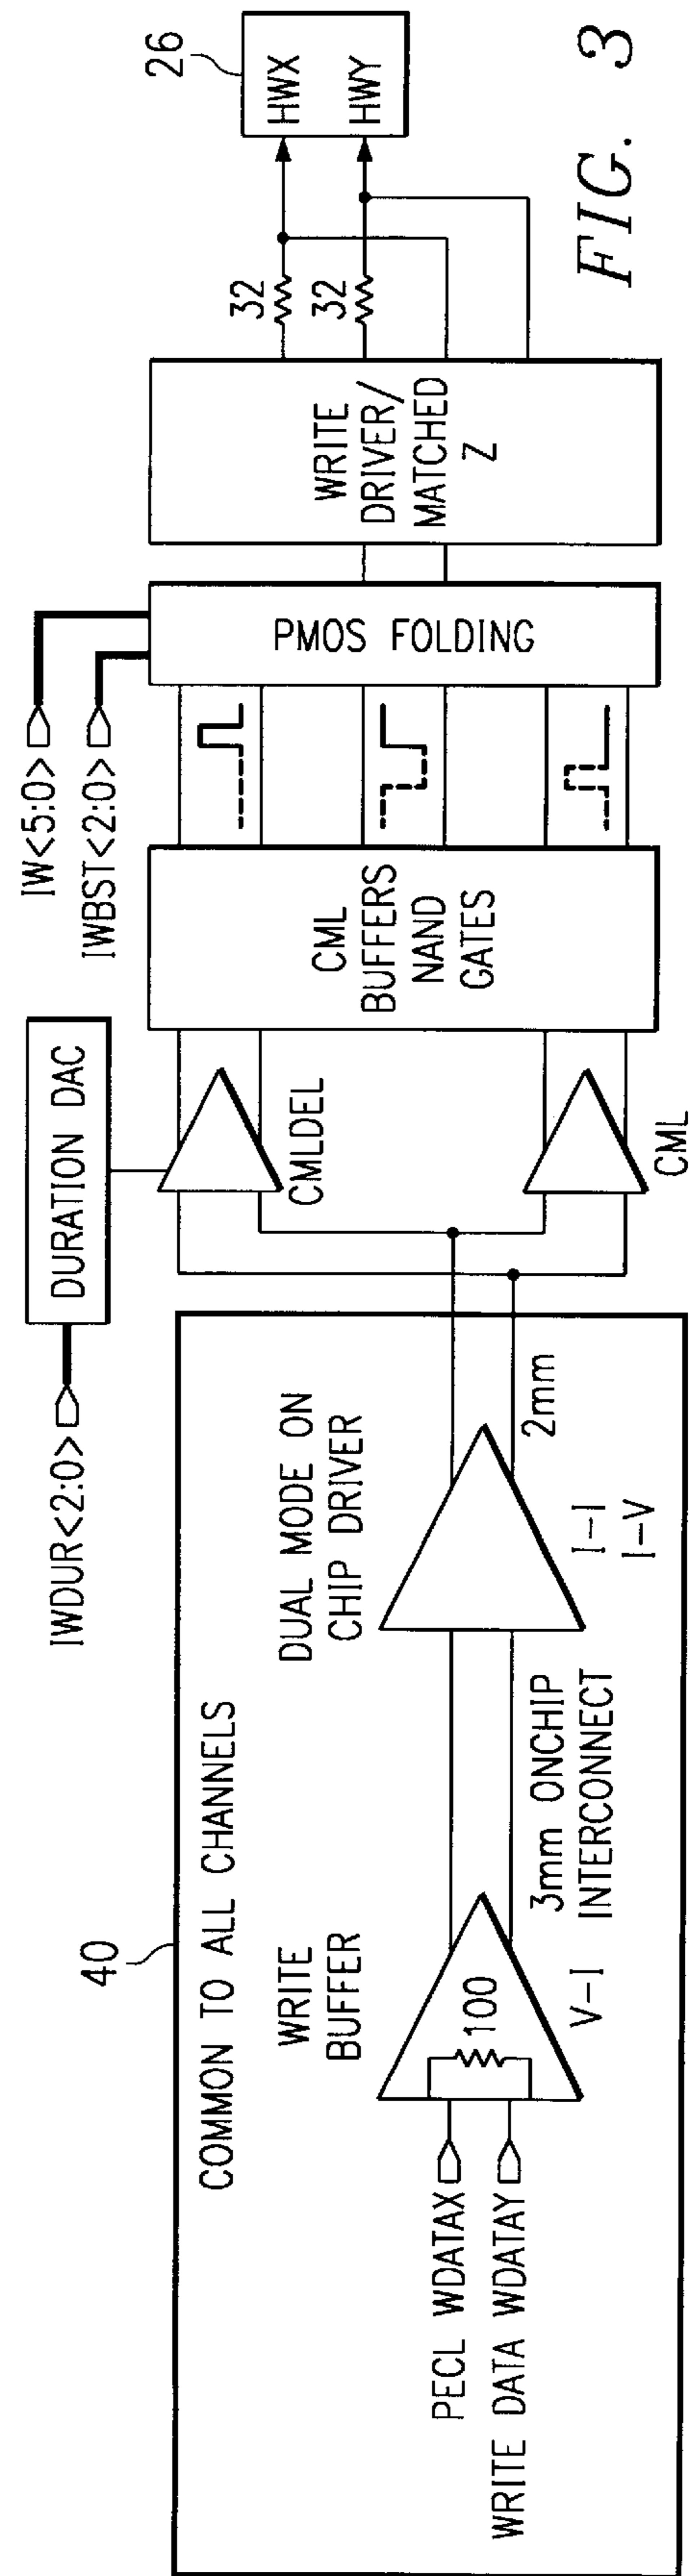 40
COMMON TO ALL CHANNELS
PECL WDATAX
WRITE DATA WDATAY
WRITE
BUFFER
100
V-I
3mm ONCHIP
INTERCONNECT
DUAL MODE ON
CHIP DRIVER
I-I
I-V
2mm
IWDUR<2:0>
DURATION DAC
CMLDEL
CML
CML
BUFFERS
NAND
GATES
IW<5:0>
IWBST<2:0>
PMOS FOLDING
WRITE
DRIVER/
MATCHED
Z
32
32
26
HWX
HWY
FIG. 3